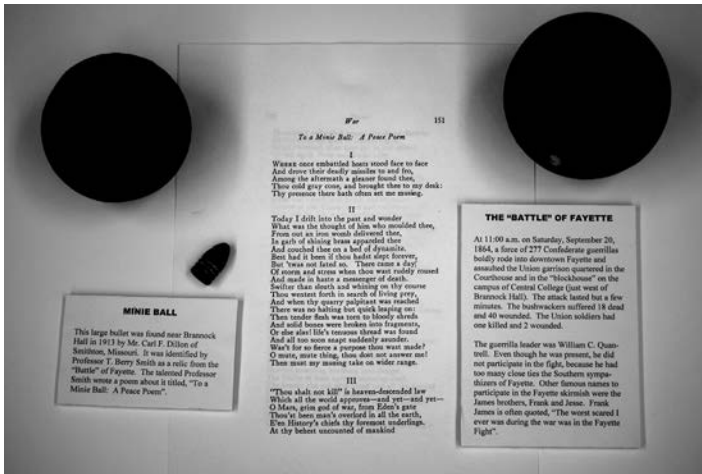 War 151
To a Minie Ball: A Peace Poem
I
WHERE once embattled hosts stood face to face
And drove their deadly missiles to and fro,
Among the aftermath a gleaner found thee,
Thou cold gray cone, and brought thee to my desk:
Thy presence there hath often set me musing.
II
Today I drift into the past and wonder
What was the thought of him who moulded thee,
From out an iron womb delivered thee,
In garb of shining brass appareled thee
And couched thee on a bed of dynamite.
Best had it been if thou hadst slept forever,
But 'twas not fated so. There came a day
Of storm and stress when thou wast rudely roused
And made in haste a messenger of death.
Swifter than sleuth and whining on thy course
Thou wentest forth in search of living prey,
And when thy quarry palpitant was reached
There was no halting but quick leaping on:
Then tender flesh was torn to bloody shreds
And solid bones were broken into fragments,
Or else alas! life's tenuous thread was found
And all too soon snapt suddenly asunder.
Was't for so fierce a purpose thou wast made?
O mute, mute thing, thou dost not answer me!
Then must my musing take on wider range.
III
"Thou shalt not kill" is heaven-descended law
Which all the world approves—and yet—and yet—
O Mars, grim god of war, from Eden's gate
Thou'st been man's overlord in all the earth,
E'en History's chiefs thy foremost underlings.
At thy behest uncounted of mankind
MINIE BALL
This large bullet was found near Brannock
Hall in 1913 by Mr. Carl F. Dillon of
Smithton, Missouri. It was identified by
Professor T. Berry Smith as a relic from the
"Battle" of Fayette. The talented Professor
Smith wrote a poem about it titled, "To a
Minie Ball: A Peace Poem".
THE "BATTLE" OF FAYETTE
At 11:00 a.m. on Saturday, September 20,
1864, a force of 277 Confederate guerillas
boldly rode into downtown Fayette and
assaulted the Union garrison quartered in the
Courthouse and in the "blockhouse" on the
campus of Central College (just west of
Brannock Hall). The attack lasted but a few
minutes. The bushwackers suffered 18 dead
and 40 wounded. The Union soldiers had
one killed and 2 wounded.
The guerrilla leader was William C. Quan-
trell. Even though he was present, he did
not participate in the fight, because he had
too many close ties the Southern sympa-
thizers of Fayette. Other famous names to
participate in the Fayette skirmish were the
James brothers, Frank and Jesse. Frank
James is often quoted, "The worst scared I
ever was during the war was in the Fayette
Fight".